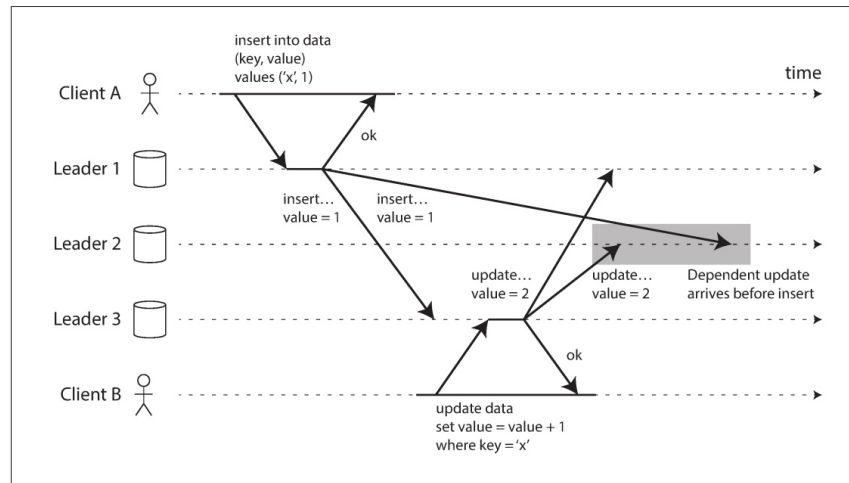 insert into data
(key, value)
values (‘x’, 1)
time
Client A
ok
Leader 1
insert…
value = 1
insert…
value = 1
Leader 2
update…
value = 2
update…
value = 2
Dependent update
arrives before insert
Leader 3
ok
Client B
update data
set value = value + 1
where key = ‘x’